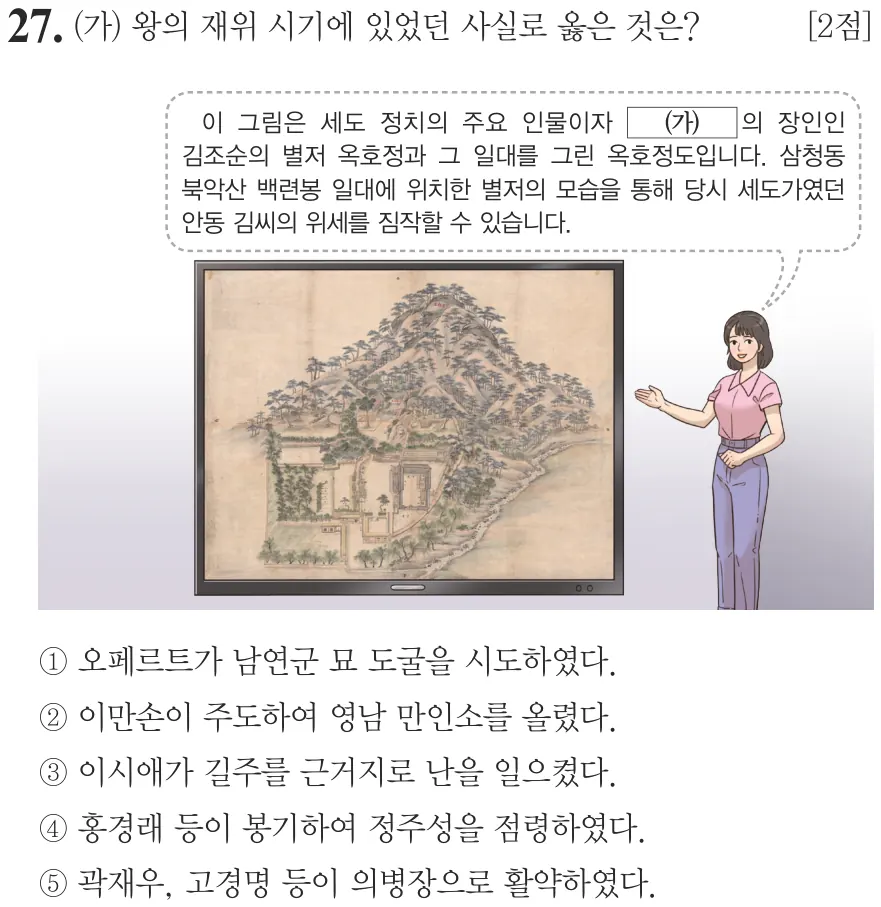 27. (가) 왕의 재위 시기에 있었던 사실로 옳은 것은? [2점]
이 그림은 세도 정치의 주요 인물이자 (가) 의 장인인
김조순의 별저 옥호정과 그 일대를 그린 옥호정도입니다. 삼청동
북악산 백련봉 일대에 위치한 별저의 모습을 통해 당시 세도가였던
안동 김씨의 위세를 짐작할 수 있습니다.
① 오페르트가 남연군 묘 도굴을 시도하였다.
② 이만손이 주도하여 영남 만인소를 올렸다.
③ 이시애가 길주를 근거지로 난을 일으켰다.
④ 홍경래 등이 봉기하여 정주성을 점령하였다.
⑤ 곽재우, 고경명 등이 의병장으로 활약하였다.